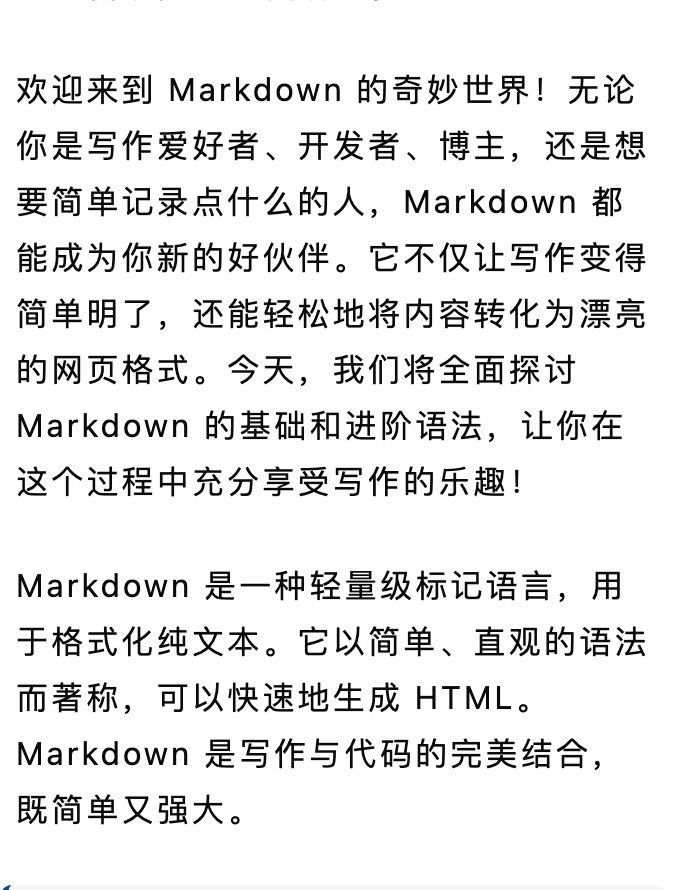 欢迎来到 Markdown 的奇妙世界！无论
你是写作爱好者、开发者、博主，还是想
要简单记录点什么的人，Markdown 都
能成为你新的好伙伴。它不仅让写作变得
简单明了，还能轻松地将内容转化为漂亮
的网页格式。今天，我们将全面探讨
Markdown 的基础和进阶语法，让你在
这个过程中充分享受写作的乐趣！
Markdown 是一种轻量级标记语言，用
于格式化纯文本。它以简单、直观的语法
而著称，可以快速地生成 HTML。
Markdown 是写作与代码的完美结合，
既简单又强大。